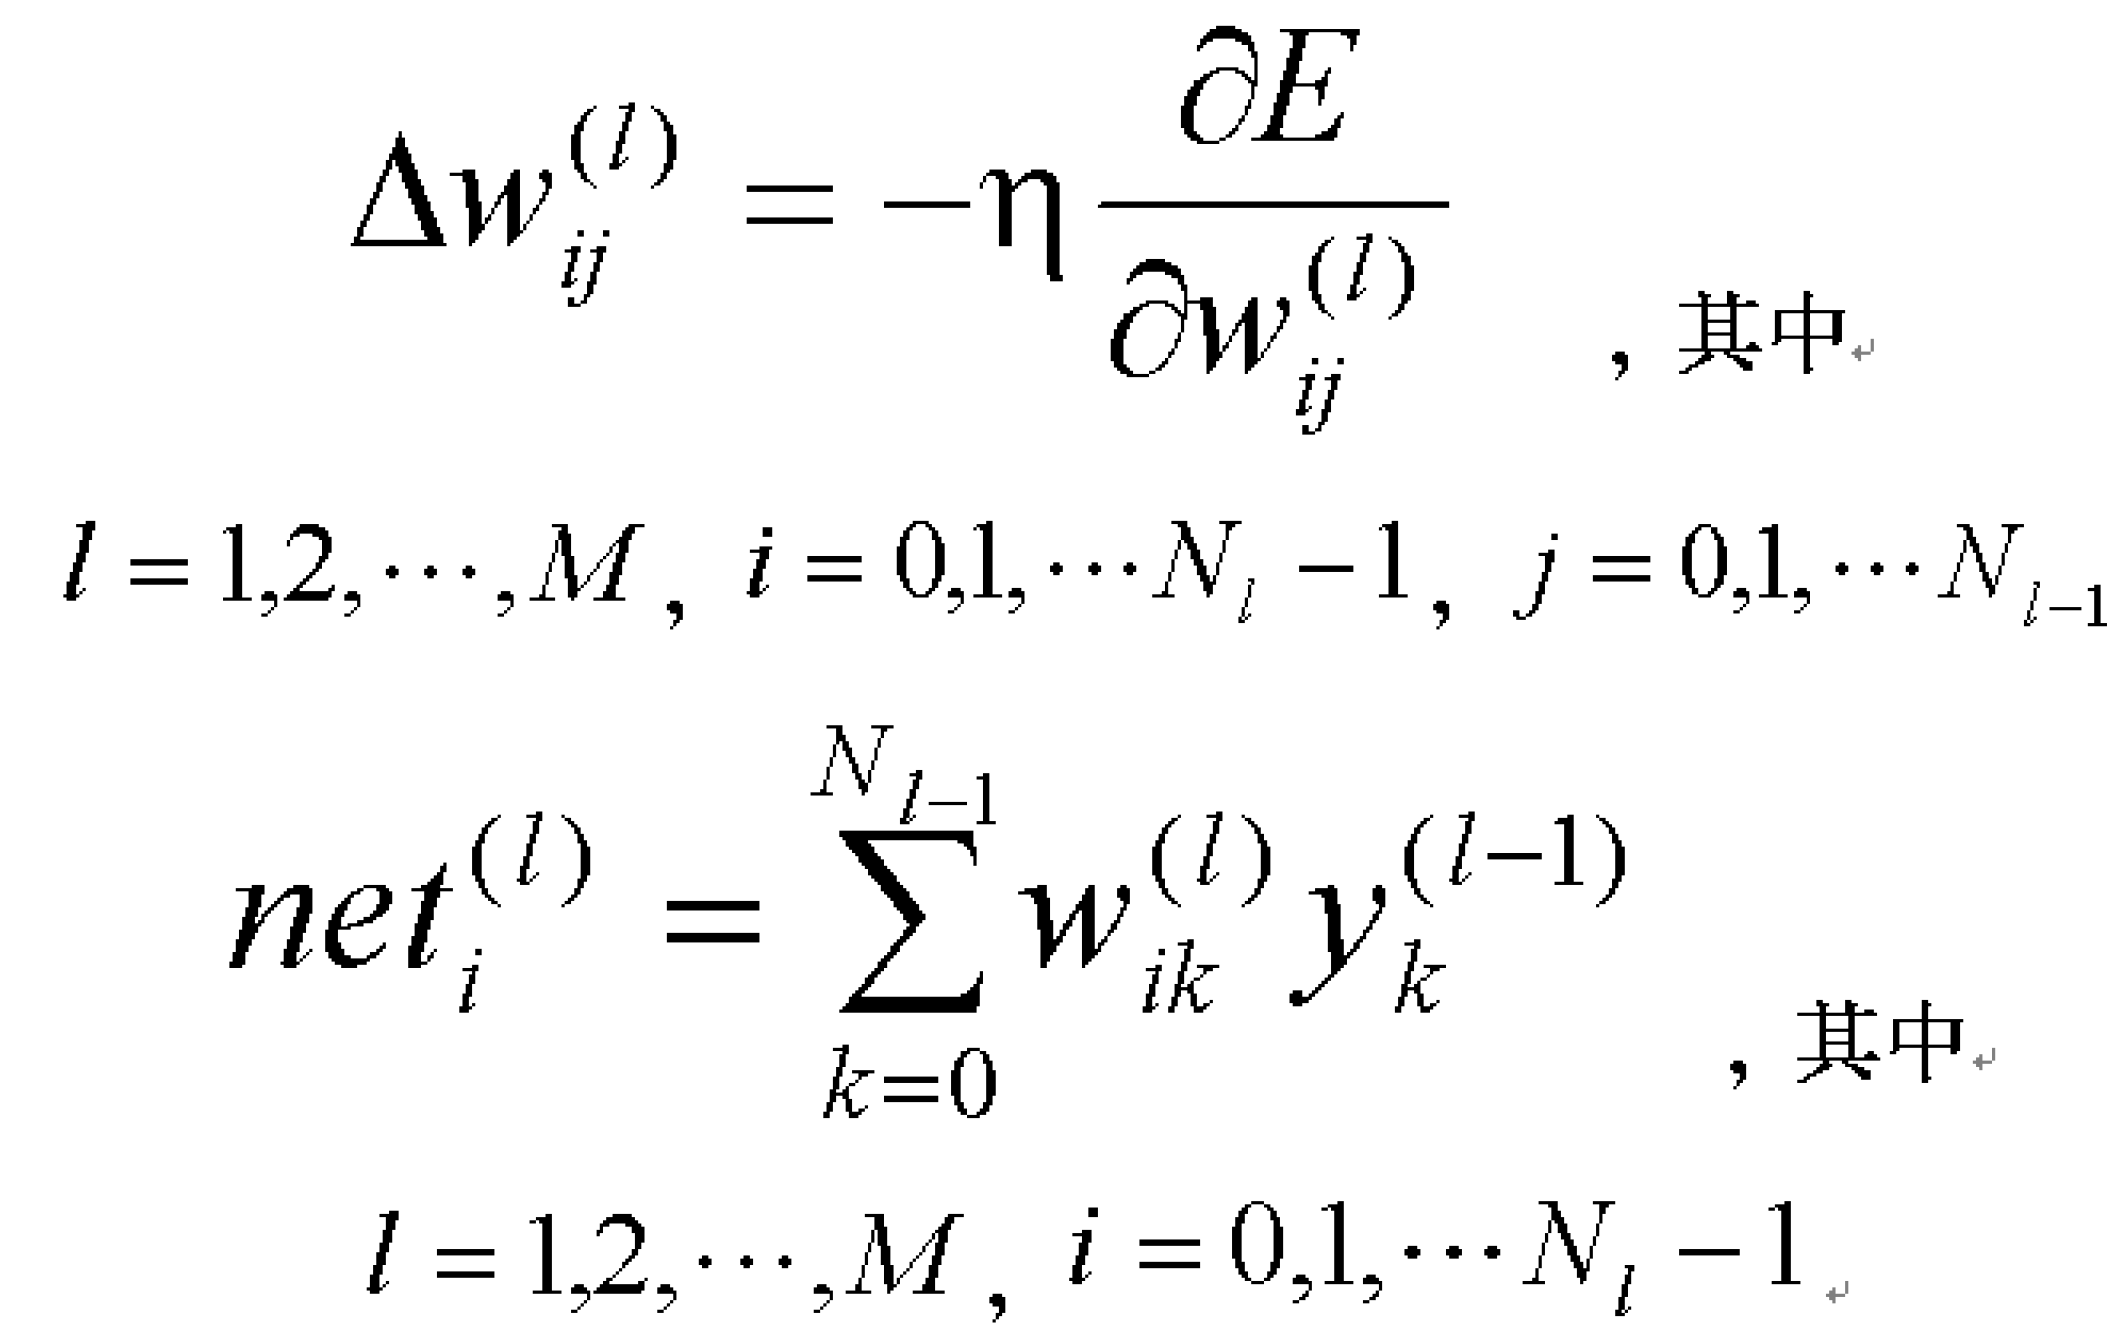 Δw_{ij}^{(l)} = −η ∂E/∂w_{ij}^{(l)} ，其中↵
l = 1,2,⋯,M，i = 0,1,⋯N_l − 1，j = 0,1,⋯N_{l−1}
net_i^{(l)} = ∑_{k=0}^{N_{l−1}} w_{ik}^{(l)} y_k^{(l−1)} ，其中↵
l = 1,2,⋯,M，i = 0,1,⋯N_l − 1↵